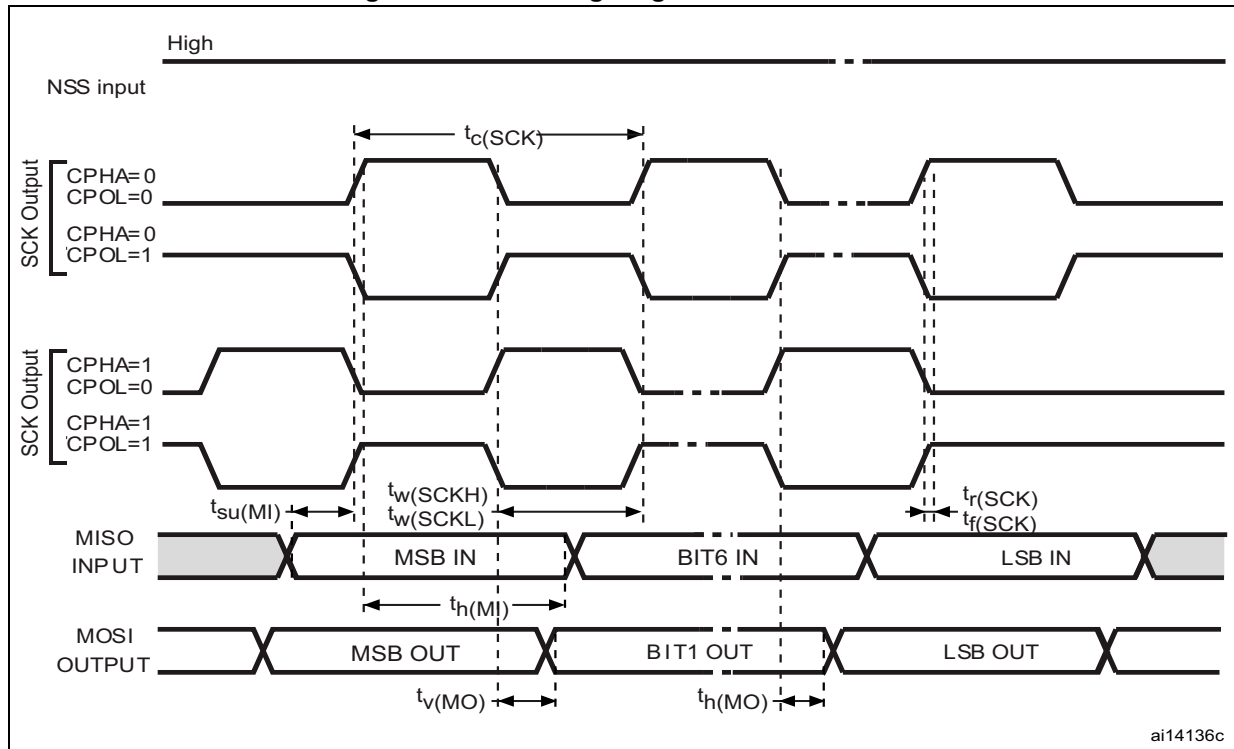 High
NSS input
tc(SCK)
SCK Output
CPHA=0
CPOL=0
CPHA=0
CPOL=1
SCK Output
CPHA=1
CPOL=0
CPHA=1
CPOL=1
tsu(MI)
tw(SCKH)
tw(SCKL)
tr(SCK)
tf(SCK)
MISO
INPUT
MSB IN
BIT6 IN
LSB IN
th(MI)
MOSI
OUTPUT
MSB OUT
BIT1 OUT
LSB OUT
tv(MO)
th(MO)
ai14136c